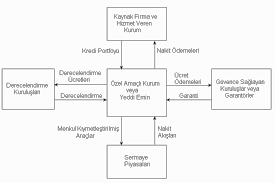 Kaynak Firma ve
Hizmet Veren
Kurum
Kredi Portföyü
Nakit Ödemeleri
Derecelendirme
Ücretleri
Derecelendirme
Kuruluşları
Derecelendirme
Özel Amaçlı Kurum
veya
Yeddi Emin
Ücret
Ödemeleri
Garanti
Güvence Sağlayan
Kuruluşlar veya
Garantörler
Menkul Kıymetleştirilmiş
Araçlar
Nakit
Akışları
Sermaye
Piyasaları